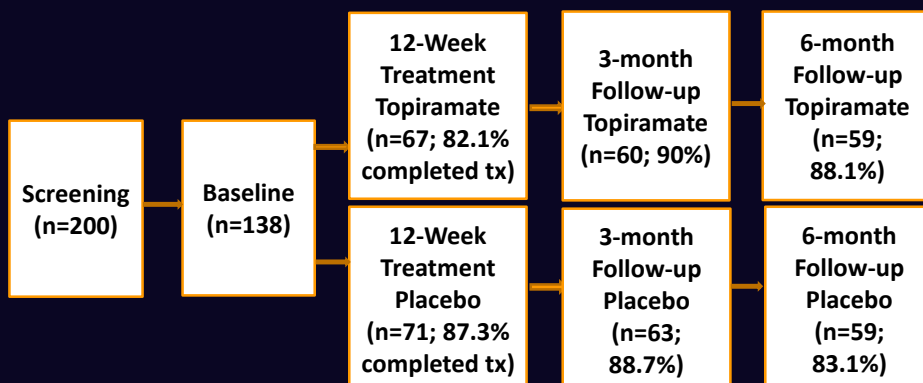 Screening
(n=200)
Baseline
(n=138)
12-Week
Treatment
Topiramate
(n=67; 82.1%
completed tx)
3-month
Follow-up
Topiramate
(n=60; 90%)
6-month
Follow-up
Topiramate
(n=59;
88.1%)
12-Week
Treatment
Placebo
(n=71; 87.3%
completed tx)
3-month
Follow-up
Placebo
(n=63;
88.7%)
6-month
Follow-up
Placebo
(n=59;
83.1%)